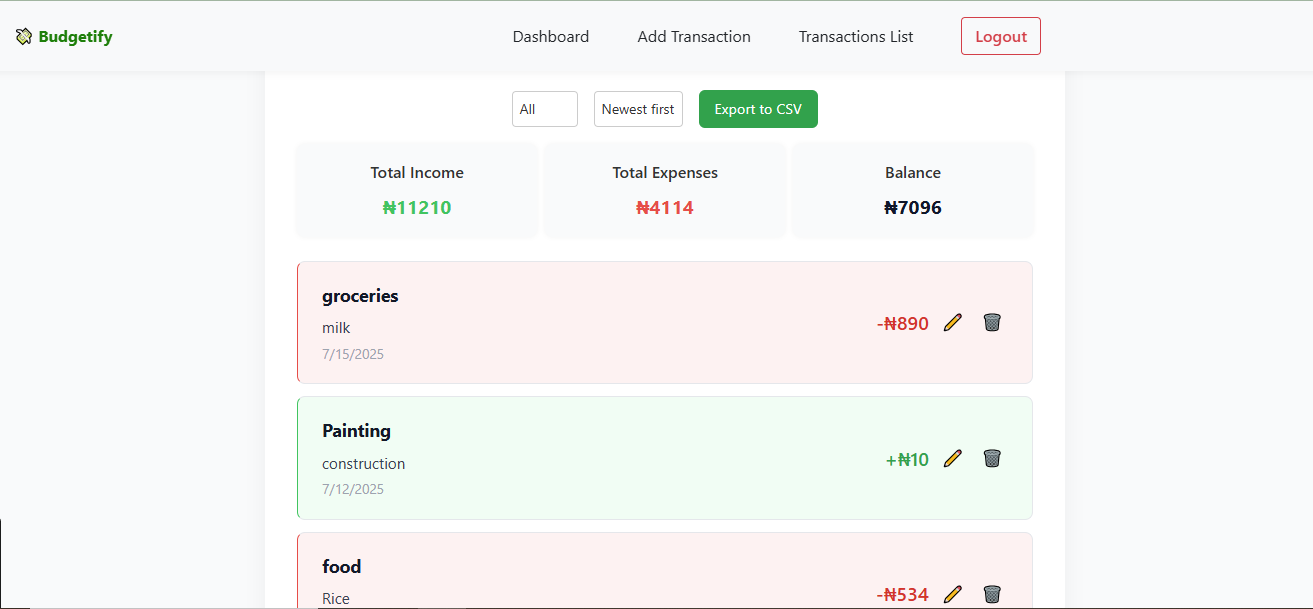 Budgetify
Dashboard Add Transaction Transactions List Logout
All Newest first Export to CSV
Total Income Total Expenses Balance
₦11210 ₦4114 ₦7096
groceries
milk
7/15/2025
-₦890
Painting
construction
7/12/2025
+₦10
food
Rice
-₦534